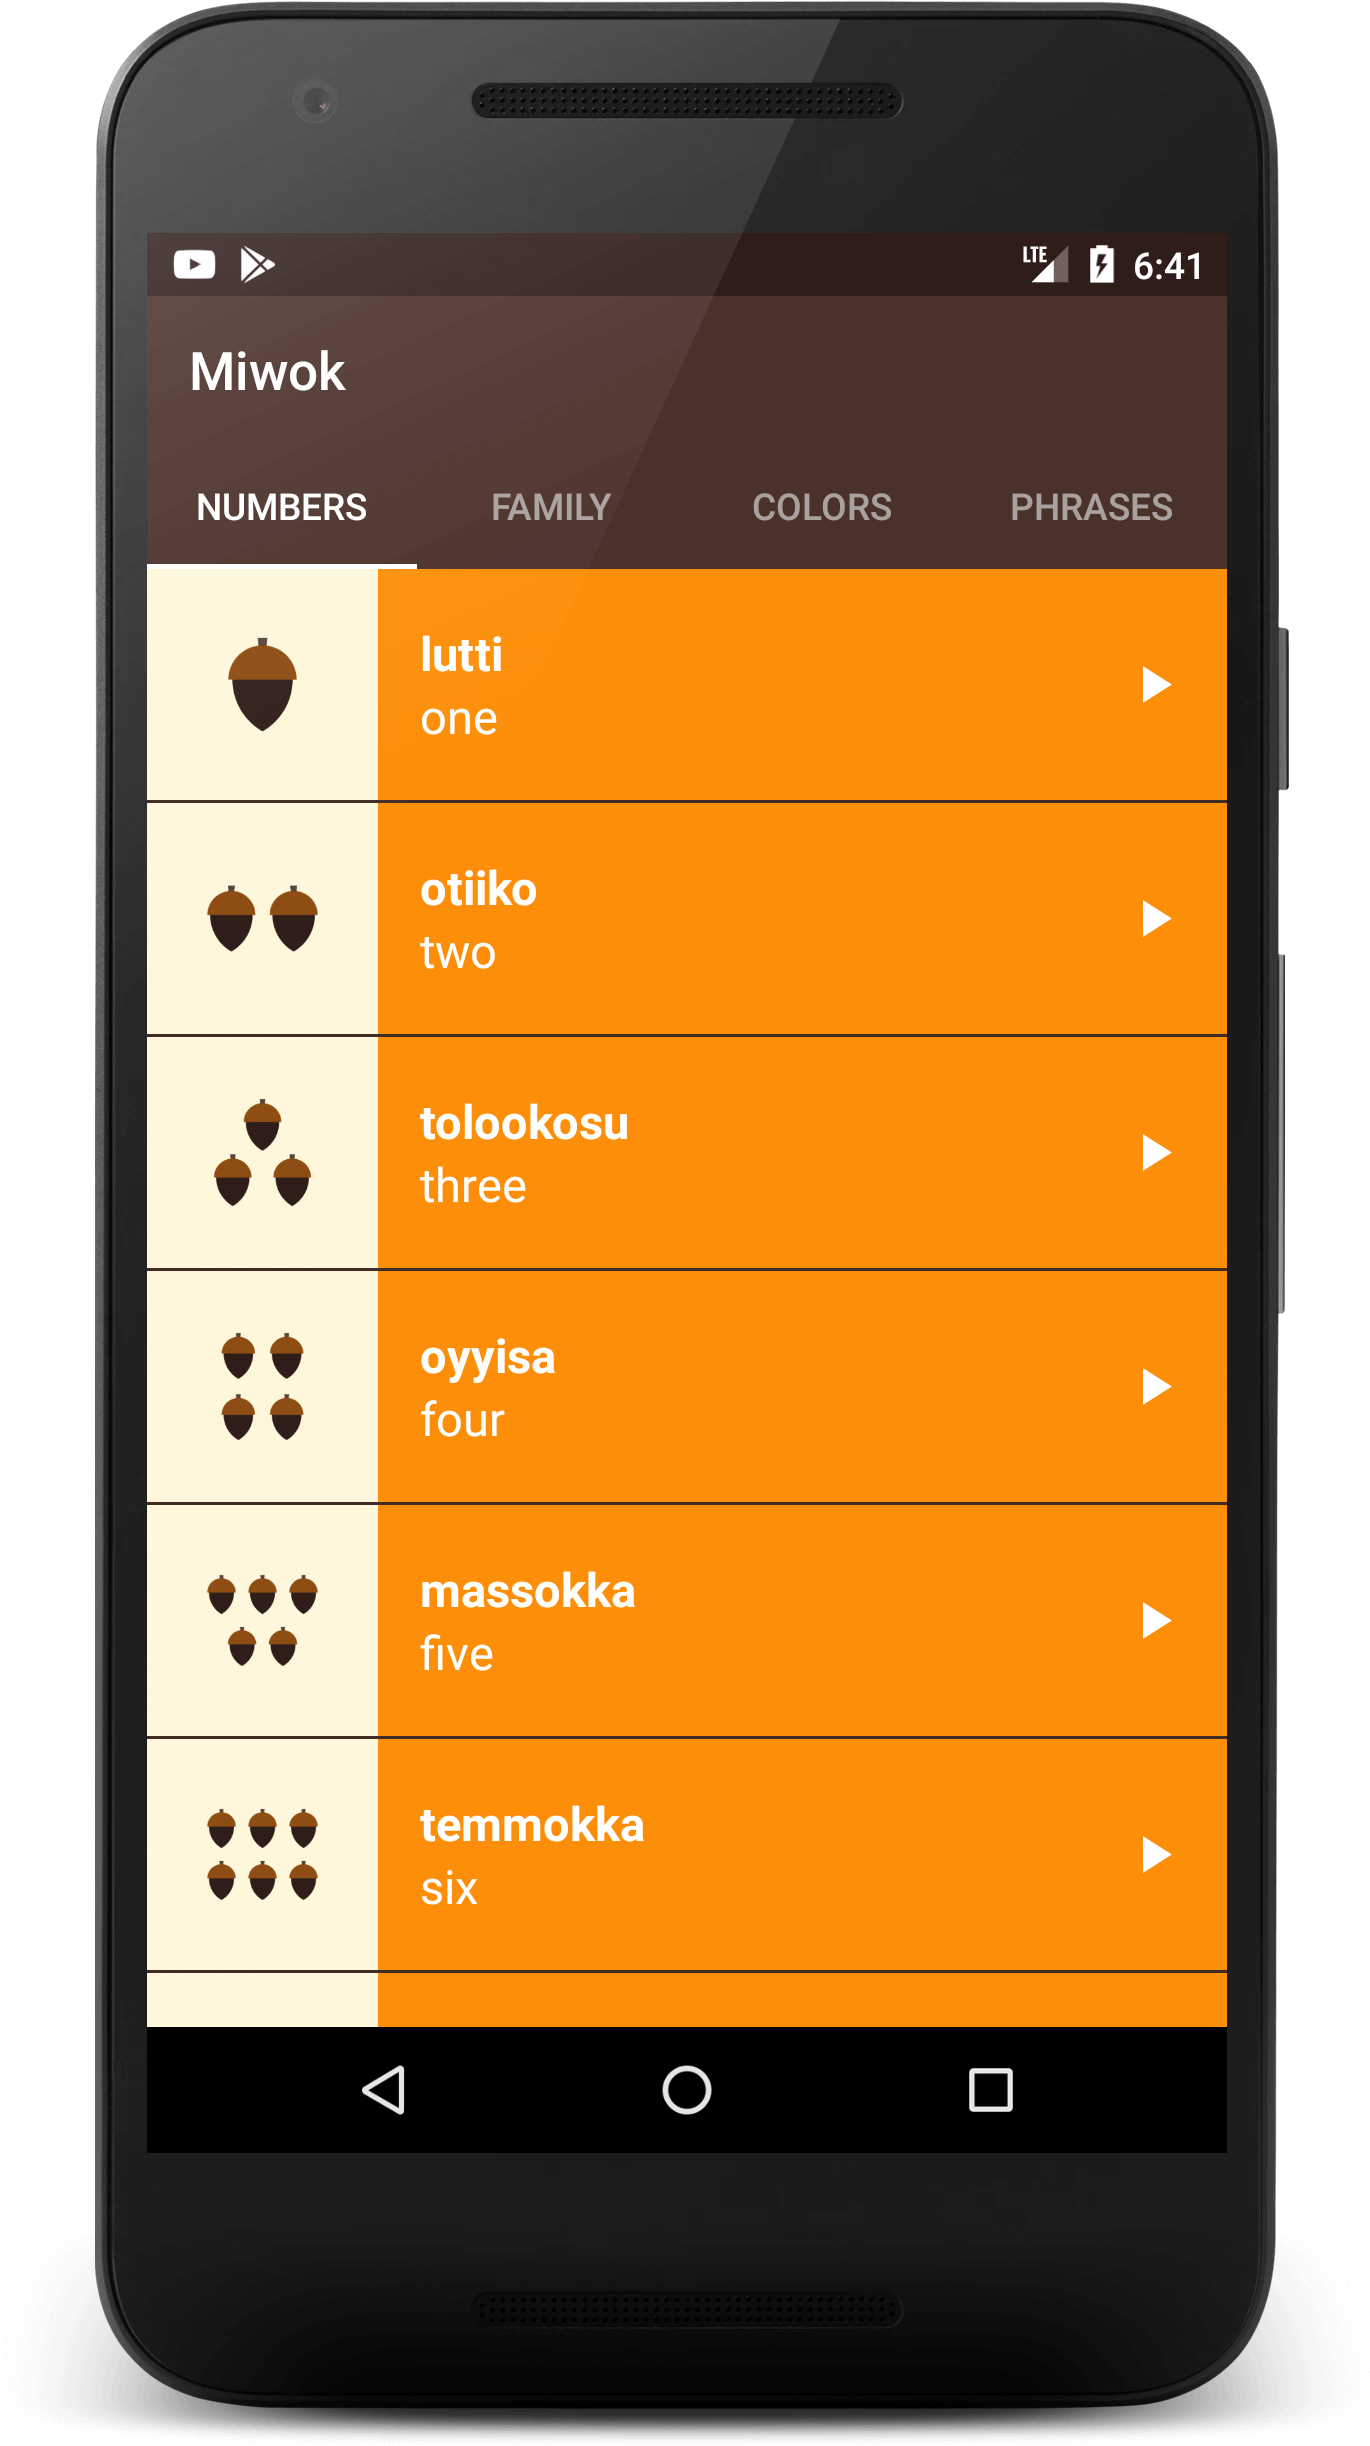 LTE 6:41
Miwok
NUMBERS FAMILY COLORS PHRASES
lutti
one
otiiko
two
tolookosu
three
oyyisa
four
massokka
five
temmokka
six